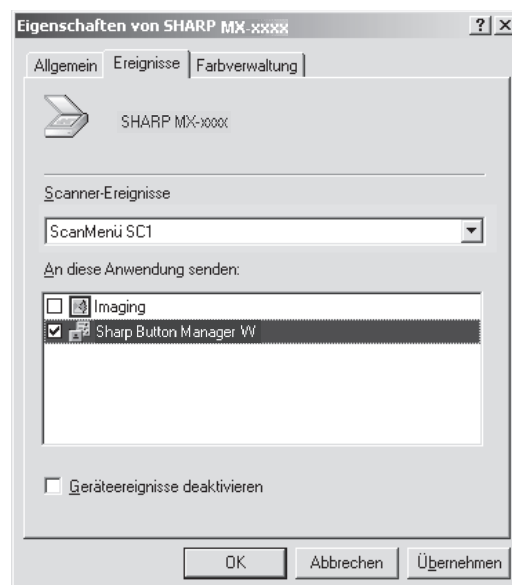 Eigenschaften von SHARP MX-xxxx
Allgemein Ereignisse Farbverwaltung
SHARP MX-xxxx
Scanner-Ereignisse
ScanMenü SC1
An diese Anwendung senden:
Imaging
Sharp Button Manager W
Geräteereignisse deaktivieren
OK Abbrechen Übernehmen